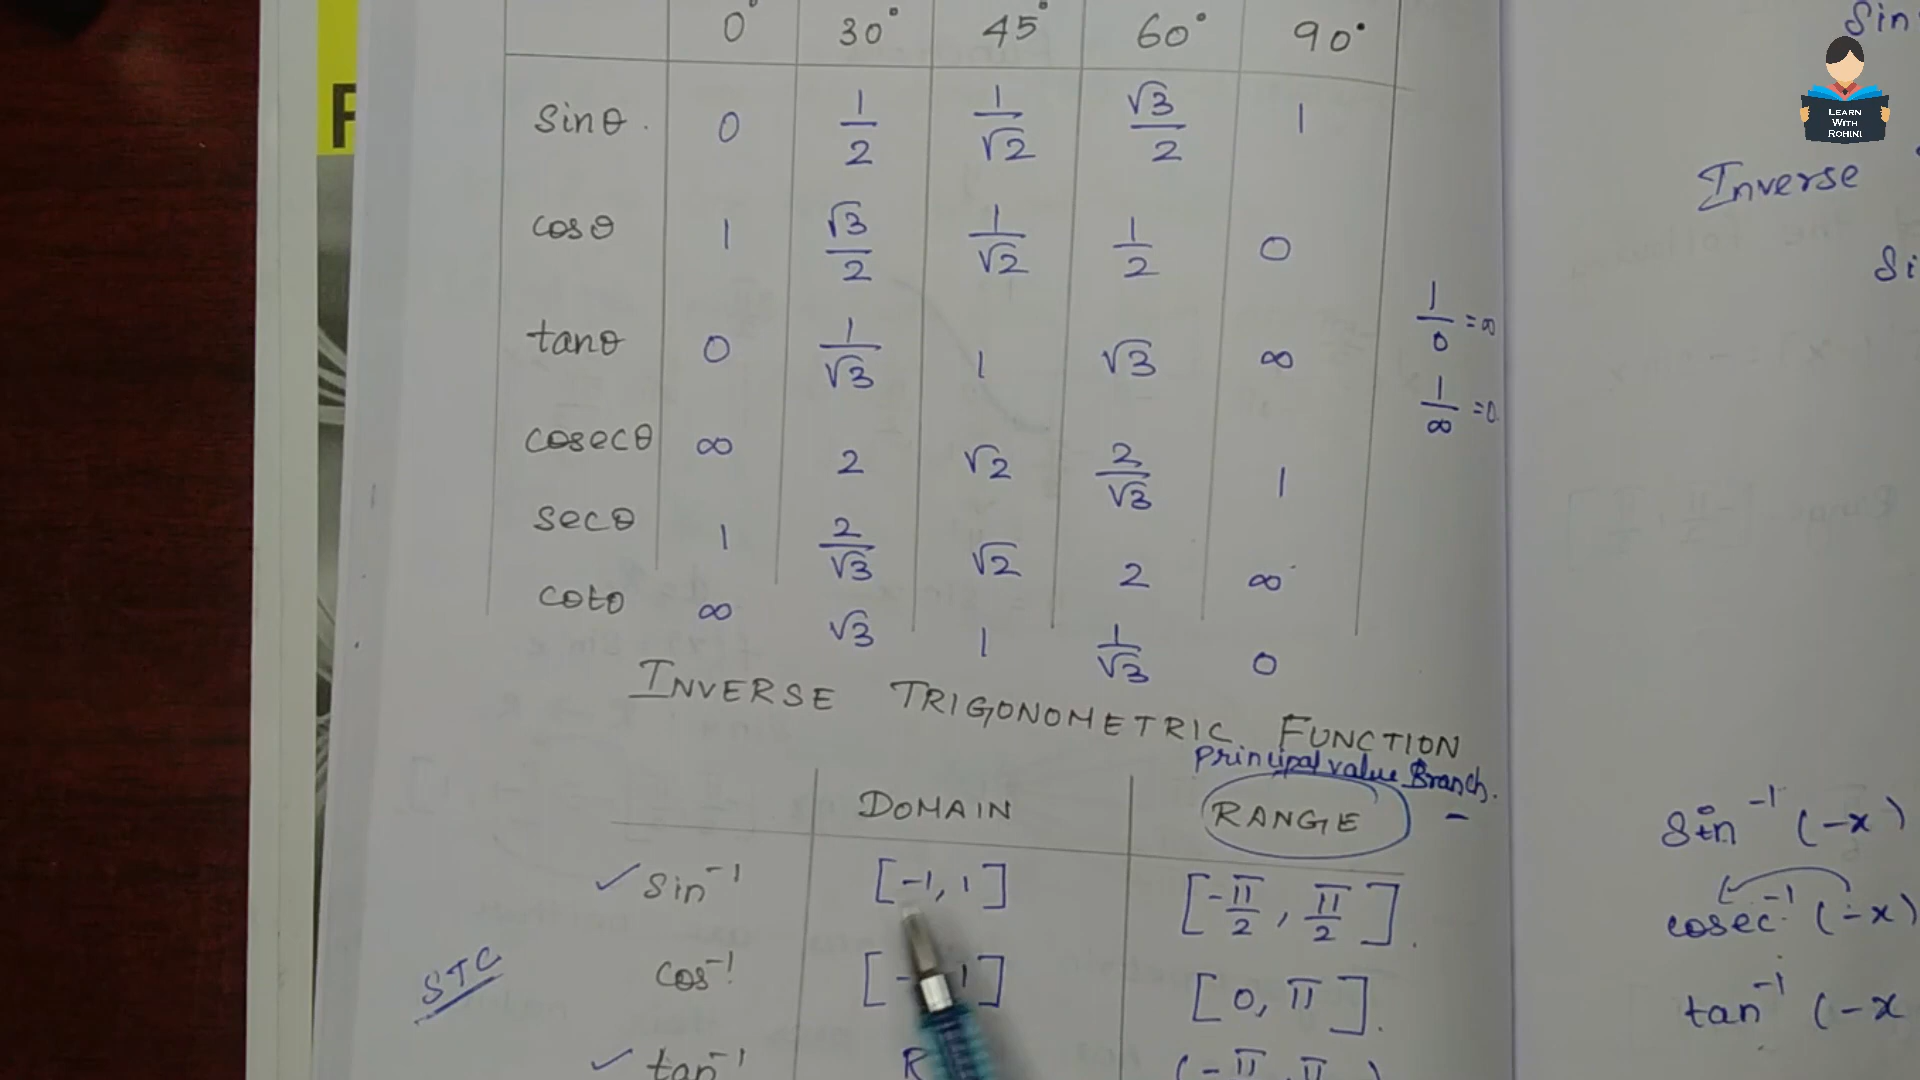 0° 30° 45° 60° 90°
sinθ. 0 1/2 1/√2 √3/2 1
cosθ 1 √3/2 1/√2 1/2 0
tanθ 0 1/√3 1 √3 ∞
cosecθ ∞ 2 √2 2/√3 1
secθ 1 2/√3 √2 2 ∞
cotθ ∞ √3 1 1/√3 0
1/0 = ∞
1/∞ = 0
INVERSE TRIGONOMETRIC FUNCTION
Principal value Branch.
DOMAIN RANGE -
✓ sin⁻¹ [-1, 1] [-π/2, π/2].
STC
cos⁻¹ [- 1] [0, π].
✓ tan⁻¹ R (-π π )
Sin
LEARN
WITH
ROHINI
Inverse
Si
sin⁻¹ (-x)
cosec⁻¹ (-x)
tan⁻¹ (-x
F